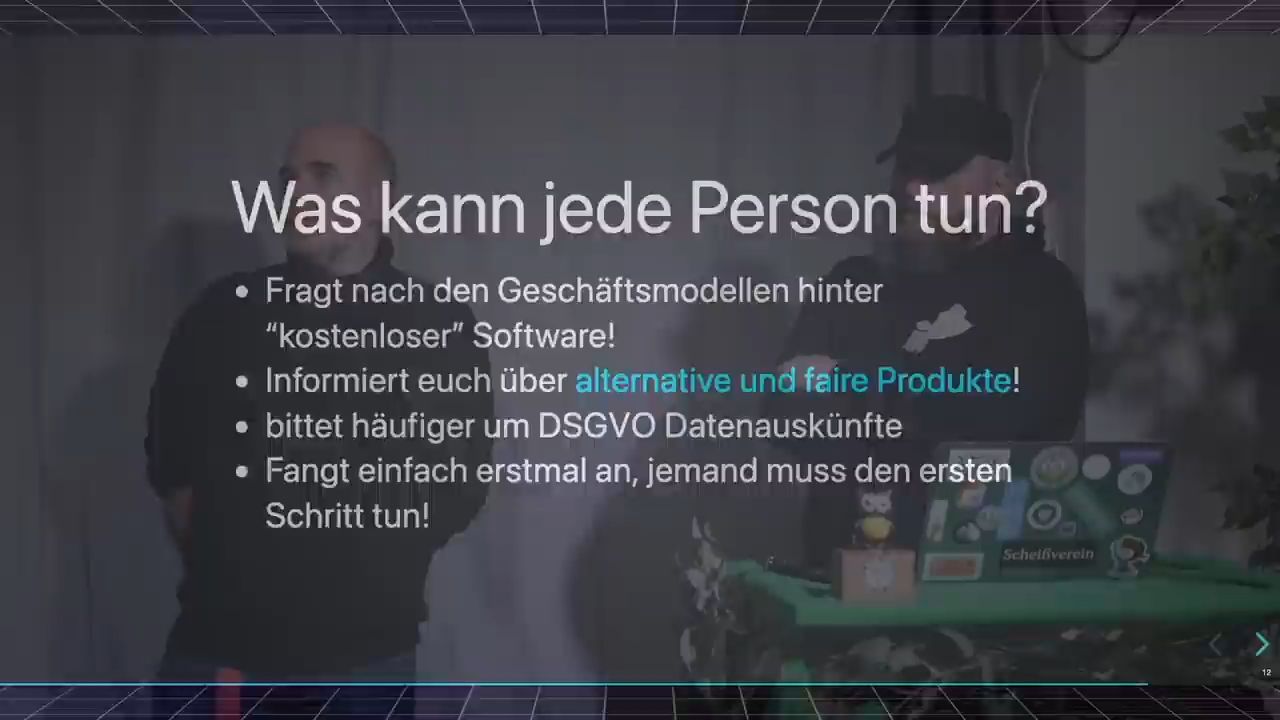 Was kann jede Person tun?
Fragt nach den Geschäftsmodellen hinter
“kostenloser” Software!
Informiert euch über alternative und faire Produkte!
bittet häufiger um DSGVO Datenauskünfte
Fangt einfach erstmal an, jemand muss den ersten
Schritt tun!
Scheißverein
12